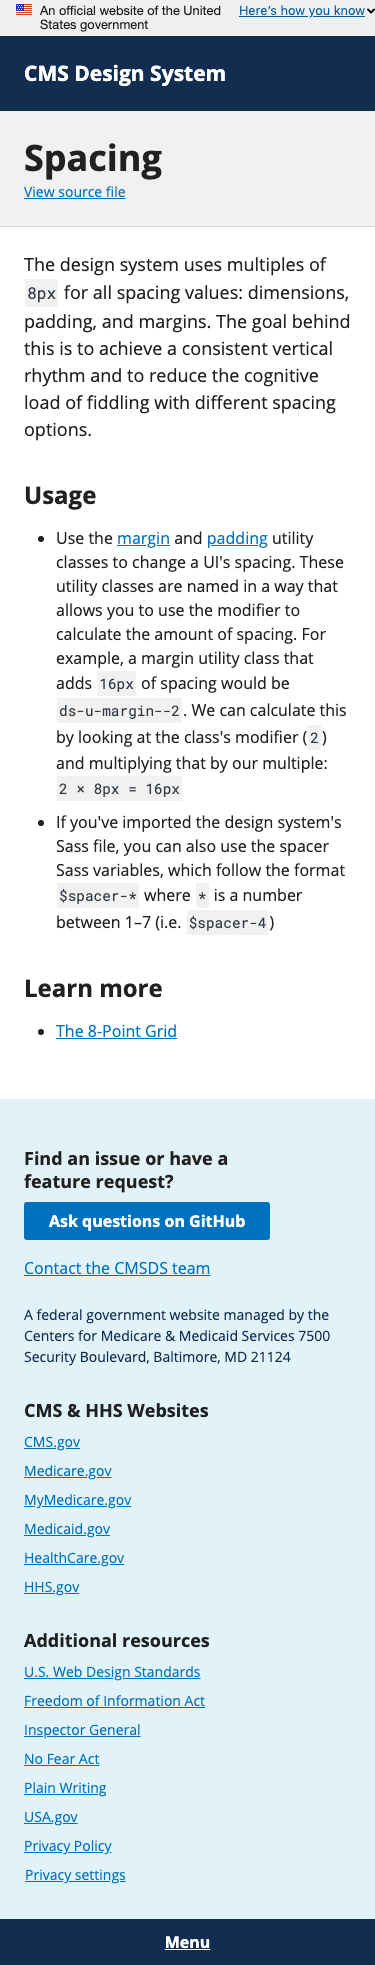 An official website of the United Here's how you know
States government
CMS Design System
Spacing
View source file
The design system uses multiples of
8px for all spacing values: dimensions,
padding, and margins. The goal behind
this is to achieve a consistent vertical
rhythm and to reduce the cognitive
load of fiddling with different spacing
options.
Usage
• Use the margin and padding utility
classes to change a UI's spacing. These
utility classes are named in a way that
allows you to use the modifier to
calculate the amount of spacing. For
example, a margin utility class that
adds 16px of spacing would be
ds-u-margin--2. We can calculate this
by looking at the class's modifier (2)
and multiplying that by our multiple:
2 × 8px = 16px
• If you've imported the design system's
Sass file, you can also use the spacer
Sass variables, which follow the format
$spacer-* where * is a number
between 1–7 (i.e. $spacer-4)
Learn more
• The 8-Point Grid
Find an issue or have a
feature request?
Ask questions on GitHub
Contact the CMSDS team
A federal government website managed by the
Centers for Medicare & Medicaid Services 7500
Security Boulevard, Baltimore, MD 21124
CMS & HHS Websites
CMS.gov
Medicare.gov
MyMedicare.gov
Medicaid.gov
HealthCare.gov
HHS.gov
Additional resources
U.S. Web Design Standards
Freedom of Information Act
Inspector General
No Fear Act
Plain Writing
USA.gov
Privacy Policy
Privacy settings
Menu